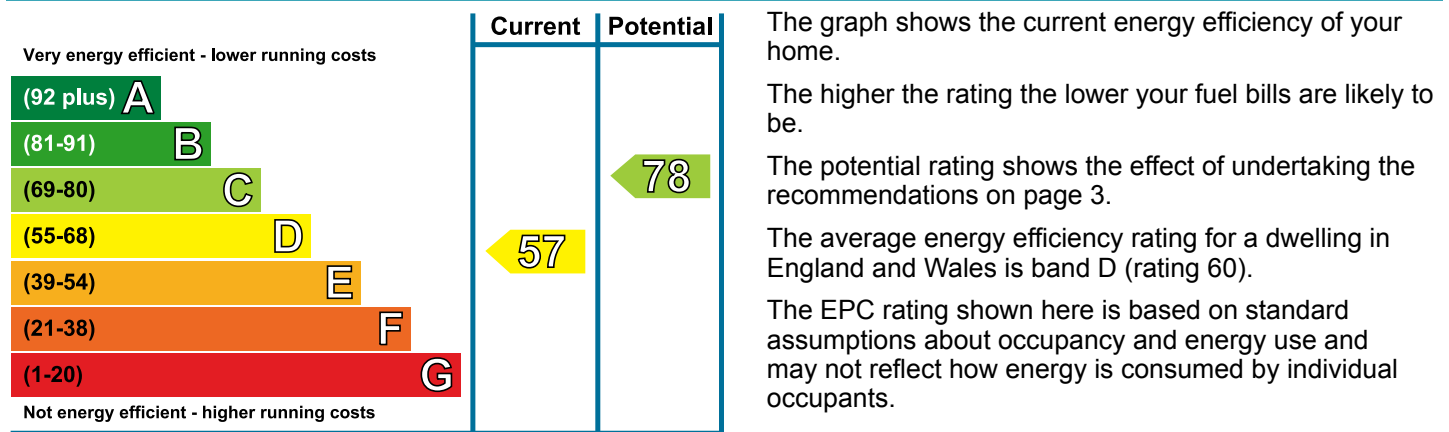 Current Potential
Very energy efficient - lower running costs
(92 plus) A
(81-91) B
(69-80) C
78
(55-68) D
57
(39-54) E
(21-38) F
(1-20) G
Not energy efficient - higher running costs
The graph shows the current energy efficiency of your
home.
The higher the rating the lower your fuel bills are likely to
be.
The potential rating shows the effect of undertaking the
recommendations on page 3.
The average energy efficiency rating for a dwelling in
England and Wales is band D (rating 60).
The EPC rating shown here is based on standard
assumptions about occupancy and energy use and
may not reflect how energy is consumed by individual
occupants.